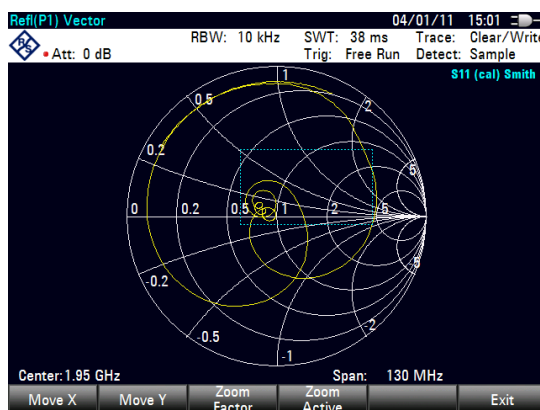 Refl(P1) Vector 04/01/11 15:01
RBW: 10 kHz SWT: 38 ms Trace: Clear/Write
Att: 0 dB Trig: Free Run Detect: Sample
S11 (cal) Smith
1
0.5 2
0.2 5
0 0.2 0.5 1 2 5
-0.2 -5
-0.5 -2
-1
Center: 1.95 GHz Span: 130 MHz
Move X Move Y Zoom Factor Zoom Active Exit